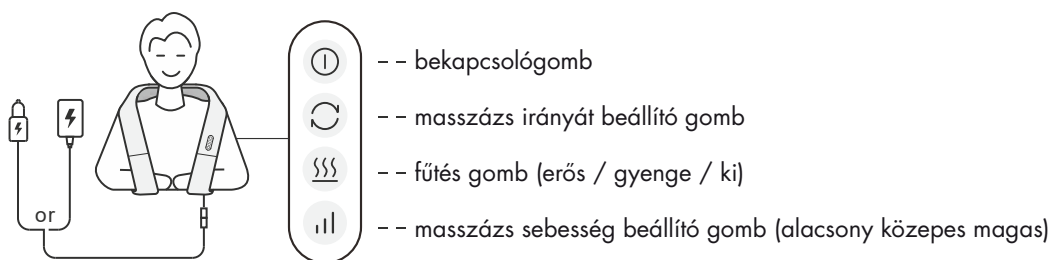 bekapcsológomb
masszázs irányát beállító gomb
fűtés gomb (erős / gyenge / ki)
or
masszázs sebesség beállító gomb (alacsony közepes magas)